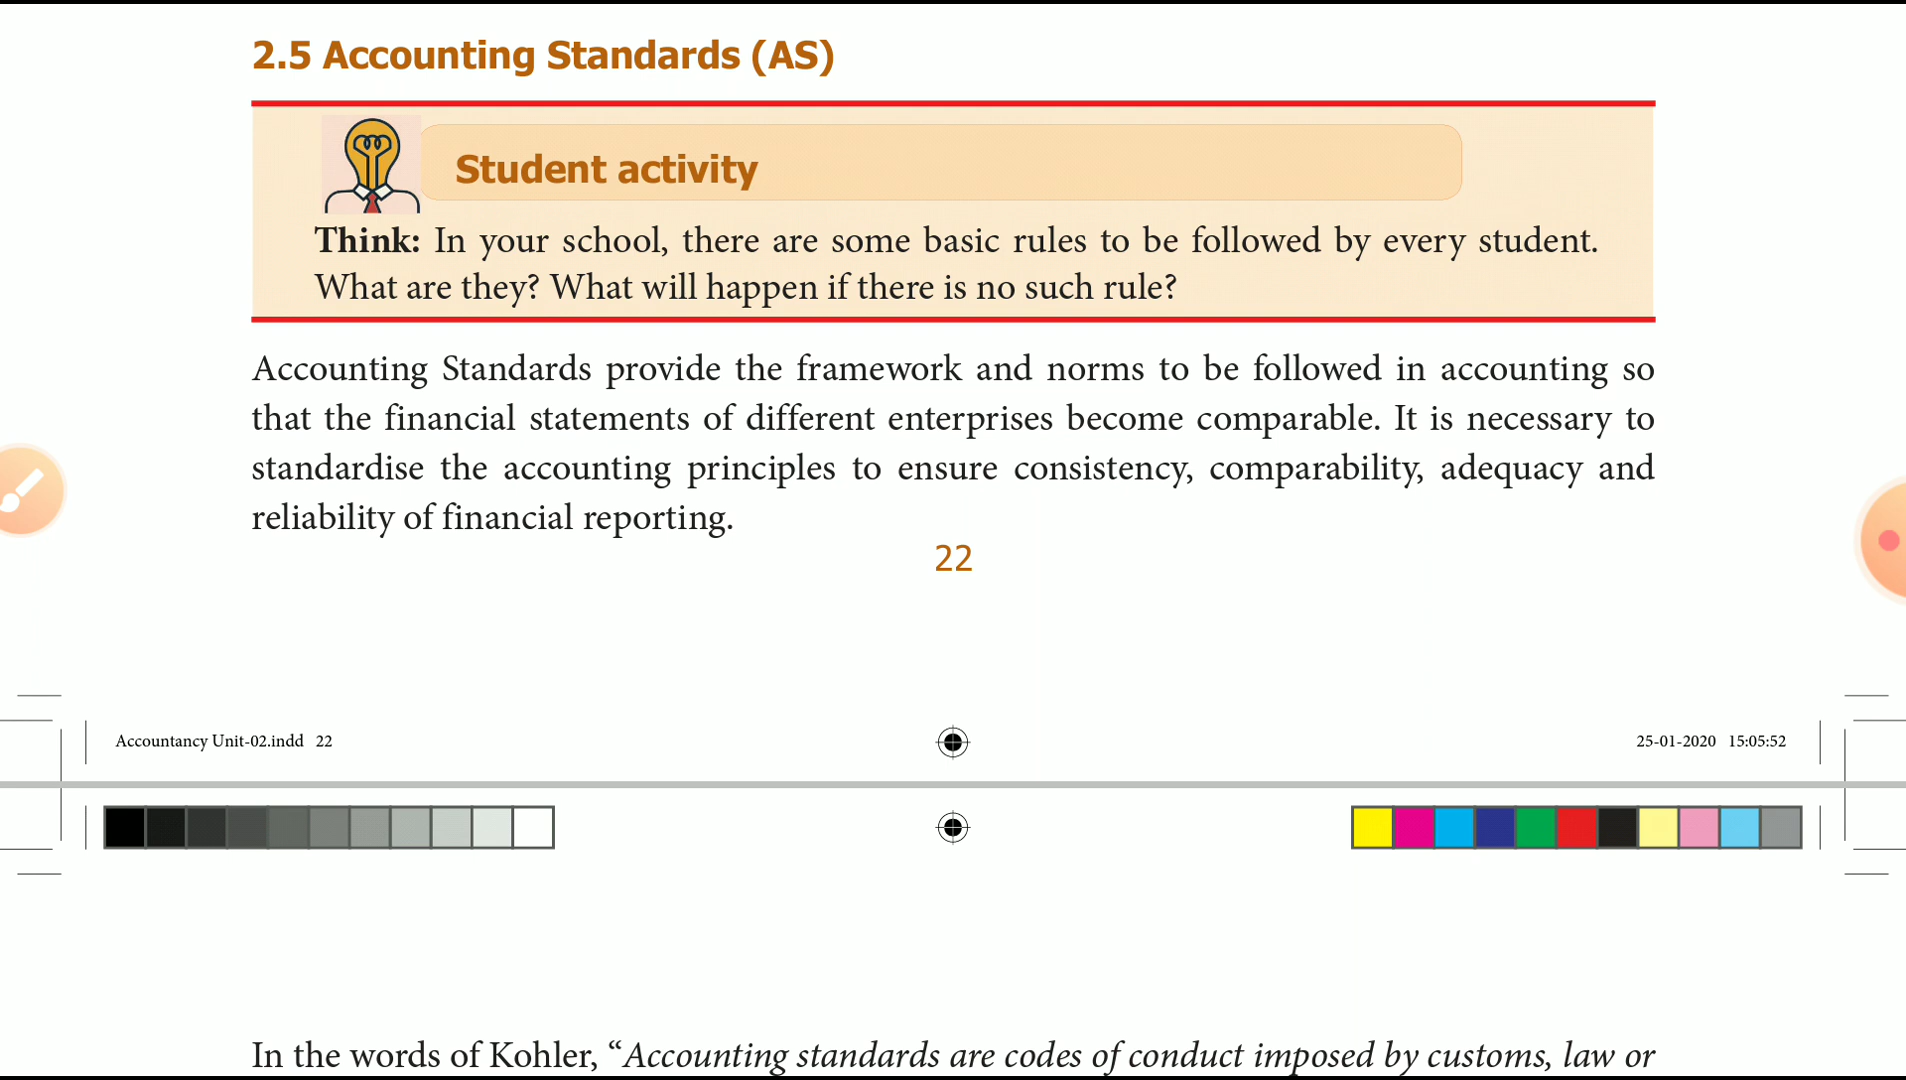 2.5 Accounting Standards (AS)
Student activity
Think: In your school, there are some basic rules to be followed by every student.
What are they? What will happen if there is no such rule?
Accounting Standards provide the framework and norms to be followed in accounting so
that the financial statements of different enterprises become comparable. It is necessary to
standardise the accounting principles to ensure consistency, comparability, adequacy and
reliability of financial reporting.
22
Accountancy Unit-02.indd 22
25-01-2020 15:05:52
In the words of Kohler, “Accounting standards are codes of conduct imposed by customs, law or